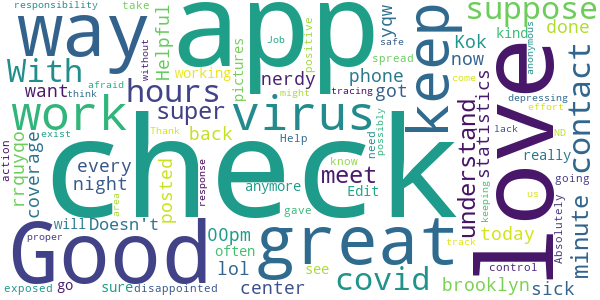 responsibility
take
way
app
keep
suppose
With
Helpful
yqw
Kok
kind
done
anonymous
without
positive
safe
Job
spread
working
pictures
nerdy
phone
now
want
hours
got
work
super
virus
afraid
think
might
tracing
come
understand
statistics
depressing
effort
love
contact
minute
rrquyqo
coverage
exist
every
back
Thank
Help
need
possibly
check
lack
ND
really
going
action
night
posted
area
response
meet
know
anymore
Edit
gave
keeping
us
Absolutely
will
Doesn't
00pm
great
track
today
Good
often
lol
see
covid
control
proper
exposed
go
sure
disappointed
center
brooklyn
sick